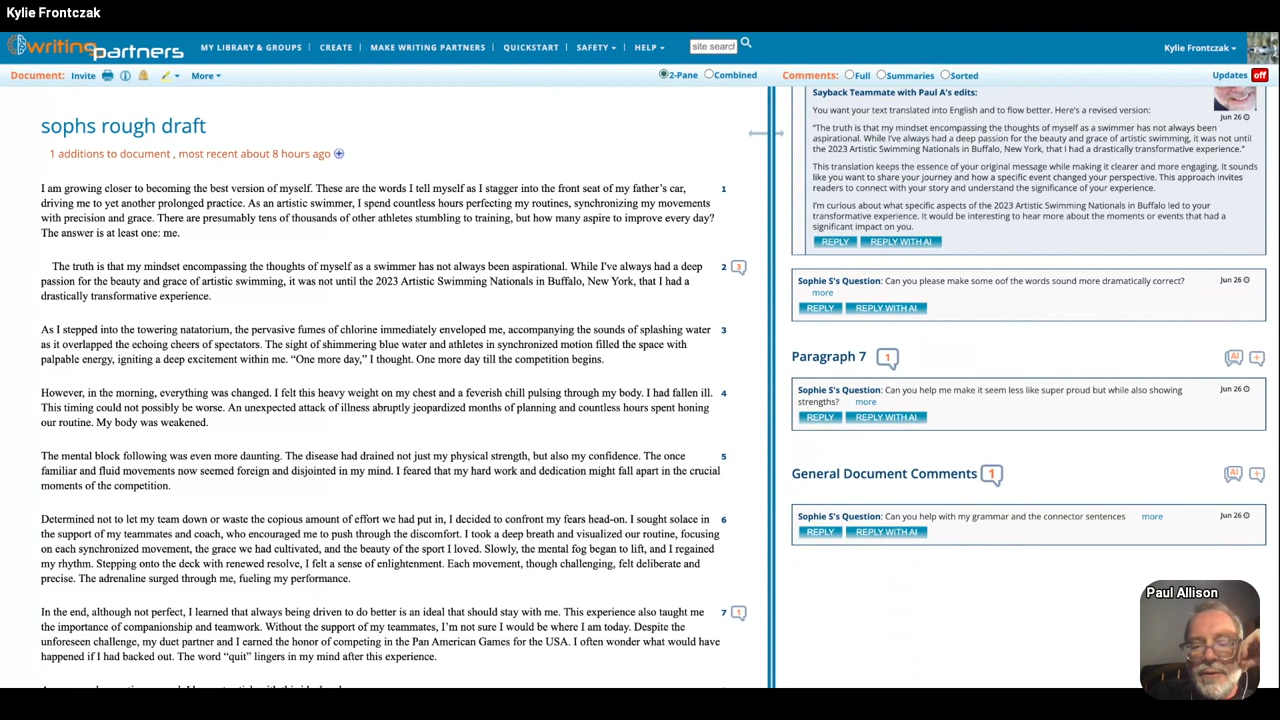 Kylie Frontczak
writing partners
MY LIBRARY & GROUPS | CREATE | MAKE WRITING PARTNERS | QUICKSTART | SAFETY | HELP
site searc
Kylie Frontczak
Document: Invite More
2-Pane Combined
Comments: Full Summaries Sorted
Updates off
sophs rough draft
1 additions to document , most recent about 8 hours ago
I am growing closer to becoming the best version of myself. These are the words I tell myself as I stagger into the front seat of my father's car, 1
driving me to yet another prolonged practice. As an artistic swimmer, I spend countless hours perfecting my routines, synchronizing my movements
with precision and grace. There are presumably tens of thousands of other athletes stumbling to training, but how many aspire to improve every day?
The answer is at least one: me.
The truth is that my mindset encompassing the thoughts of myself as a swimmer has not always been aspirational. While I've always had a deep 2 3
passion for the beauty and grace of artistic swimming, it was not until the 2023 Artistic Swimming Nationals in Buffalo, New York, that I had a
drastically transformative experience.
As I stepped into the towering natatorium, the pervasive fumes of chlorine immediately enveloped me, accompanying the sounds of splashing water 3
as it overlapped the echoing cheers of spectators. The sight of shimmering blue water and athletes in synchronized motion filled the space with
palpable energy, igniting a deep excitement within me. “One more day,” I thought. One more day till the competition begins.
However, in the morning, everything was changed. I felt this heavy weight on my chest and a feverish chill pulsing through my body. I had fallen ill. 4
This timing could not possibly be worse. An unexpected attack of illness abruptly jeopardized months of planning and countless hours spent honing
our routine. My body was weakened.
The mental block following was even more daunting. The disease had drained not just my physical strength, but also my confidence. The once 5
familiar and fluid movements now seemed foreign and disjointed in my mind. I feared that my hard work and dedication might fall apart in the crucial
moments of the competition.
Determined not to let my team down or waste the copious amount of effort we had put in, I decided to confront my fears head-on. I sought solace in 6
the support of my teammates and coach, who encouraged me to push through the discomfort. I took a deep breath and visualized our routine, focusing
on each synchronized movement, the grace we had cultivated, and the beauty of the sport I loved. Slowly, the mental fog began to lift, and I regained
my rhythm. Stepping onto the deck with renewed resolve, I felt a sense of enlightenment. Each movement, though challenging, felt deliberate and
precise. The adrenaline surged through me, fueling my performance.
In the end, although not perfect, I learned that always being driven to do better is an ideal that should stay with me. This experience also taught me 7 1
the importance of companionship and teamwork. Without the support of my teammates, I'm not sure I would be where I am today. Despite the
unforeseen challenge, my duet partner and I earned the honor of competing in the Pan American Games for the USA. I often wonder what would have
happened if I had backed out. The word “quit” lingers in my mind after this experience.
Sayback Teammate with Paul A's edits:
Jun 26
You want your text translated into English and to flow better. Here's a revised version:
"The truth is that my mindset encompassing the thoughts of myself as a swimmer has not always been
aspirational. While I've always had a deep passion for the beauty and grace of artistic swimming, it was not until
the 2023 Artistic Swimming Nationals in Buffalo, New York, that I had a drastically transformative experience."
This translation keeps the essence of your original message while making it clearer and more engaging. It sounds
like you want to share your journey and how a specific event changed your perspective. This approach invites
readers to connect with your story and understand the significance of your experience.
I'm curious about what specific aspects of the 2023 Artistic Swimming Nationals in Buffalo led to your
transformative experience. It would be interesting to hear more about the moments or events that had a
significant impact on you.
REPLY REPLY WITH AI
Sophie S's Question: Can you please make some oof the words sound more dramatically correct? Jun 26
more
REPLY REPLY WITH AI
Paragraph 7 1 AI +
Sophie S's Question: Can you help me make it seem less like super proud but while also showing Jun 26
strengths? more
REPLY REPLY WITH AI
General Document Comments 1 AI +
Sophie S's Question: Can you help with my grammar and the connector sentences more Jun 26
REPLY REPLY WITH AI
Paul Allison